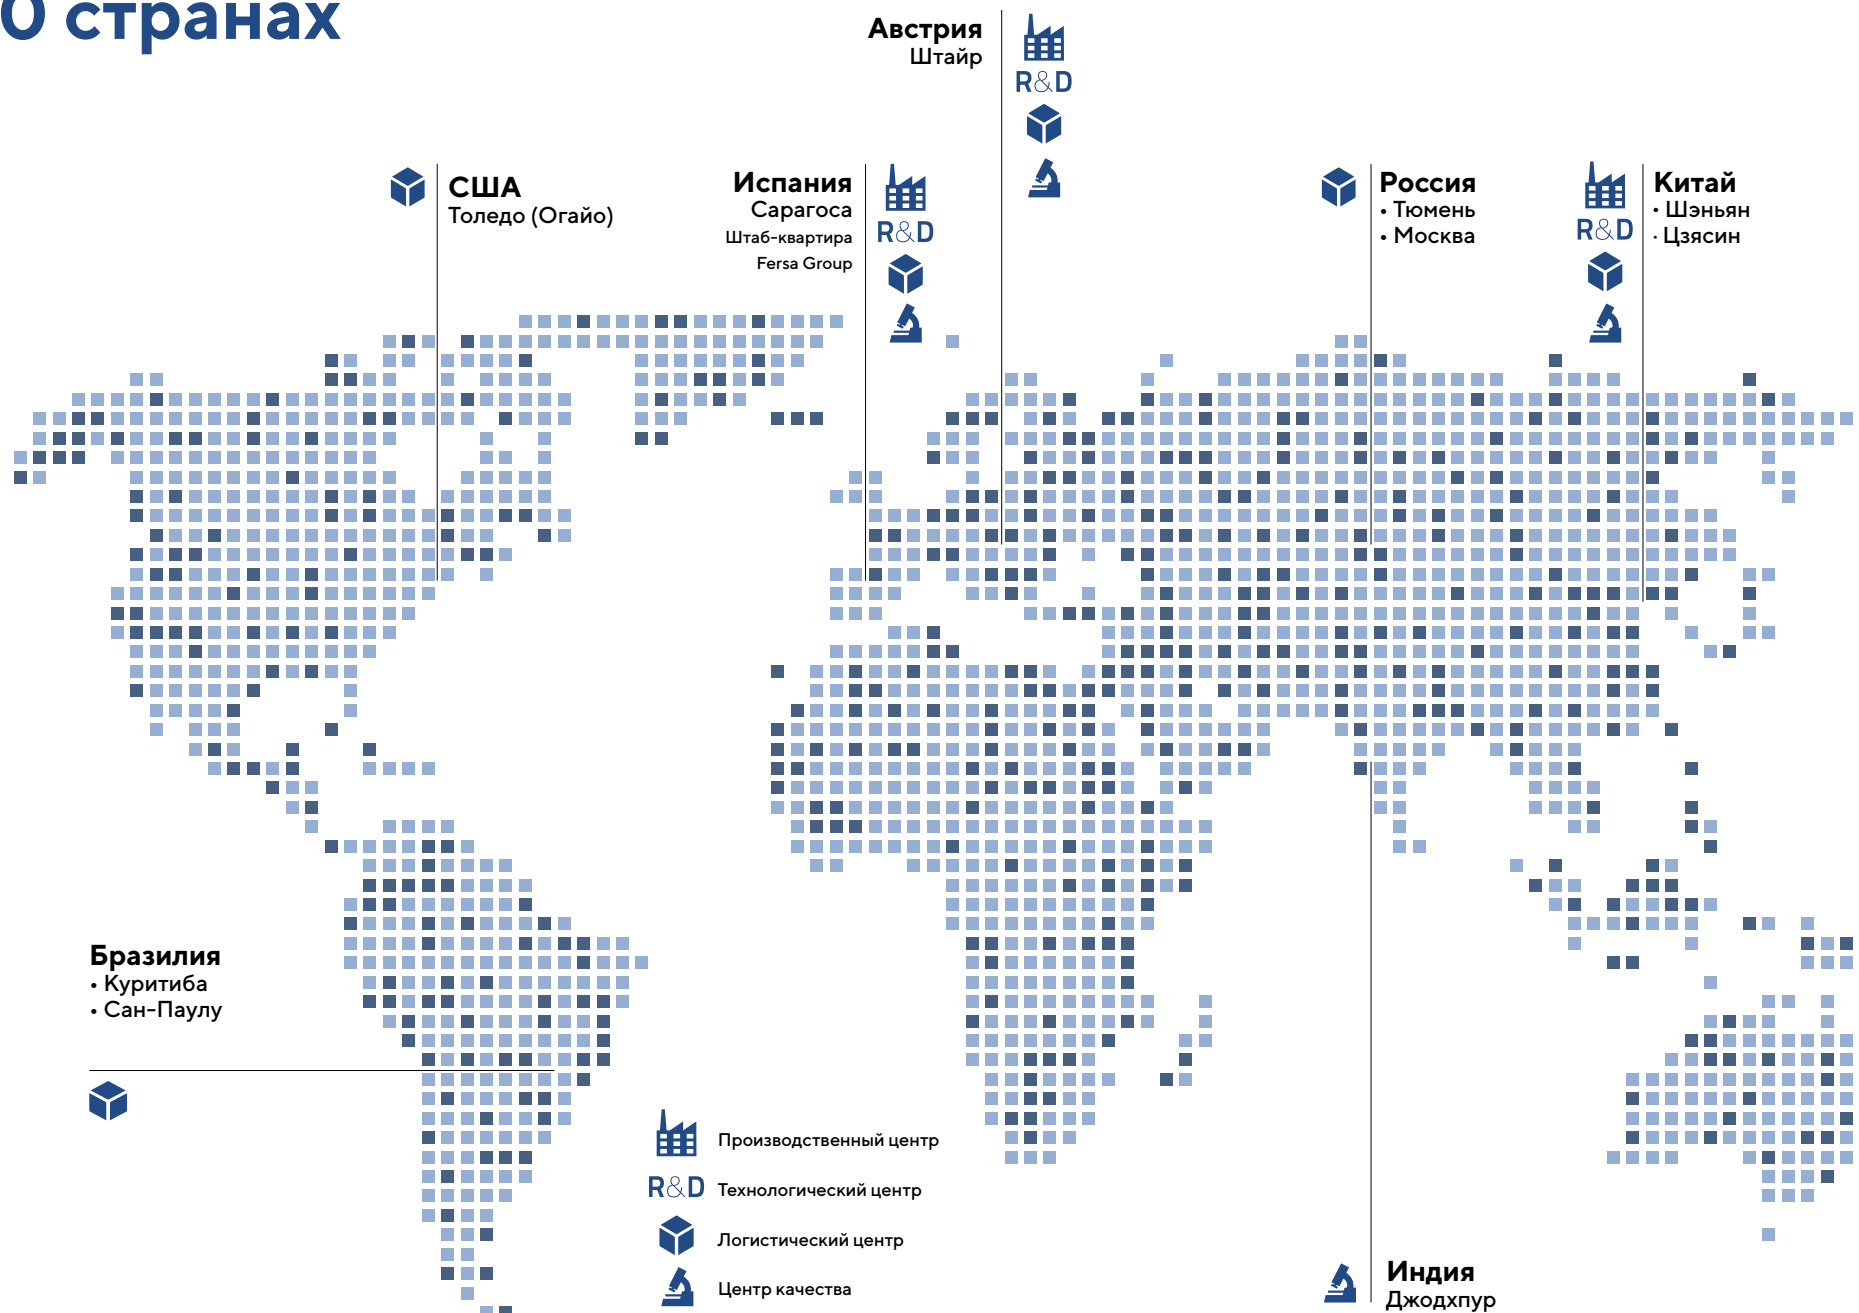 0 странах
Австрия
Штайр
R&D
США
Толедо (Огайо)
Испания
Сарагоса
Штаб-квартира
Fersa Group
R&D
Россия
• Тюмень
• Москва
R&D
Китай
• Шэньян
· Цзясин
Бразилия
• Куритиба
• Сан-Паулу
Производственный центр
R&D Технологический центр
Логистический центр
Центр качества
Индия
Джодхпур